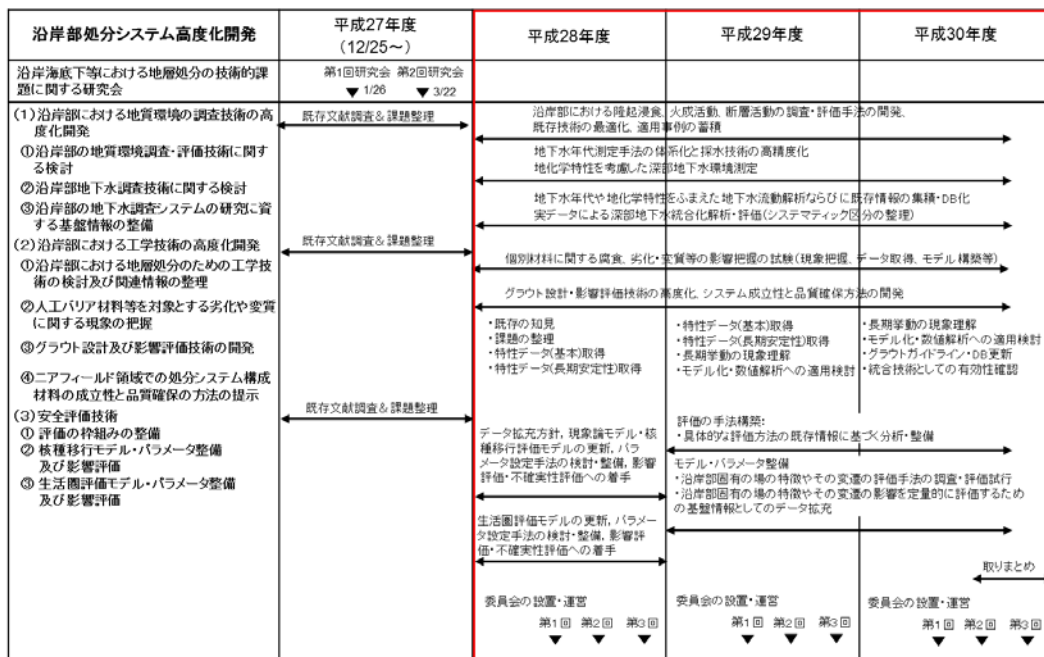 沿岸部処分システム高度化開発
平成27年度
(12/25～)
平成28年度
平成29年度
平成30年度
沿岸海底下等における地層処分の技術的課
題に関する研究会
第1回研究会 第2回研究会
▼ 1/26 ▼ 3/22
(1)沿岸部における地質環境の調査技術の高
度化開発
①沿岸部の地質環境調査・評価技術に関す
る検討
②沿岸部地下水調査技術に関する検討
③沿岸部の地下水調査システムの研究に資
する基盤情報の整備
既存文献調査＆課題整理
沿岸部における隆起浸食、火成活動、断層活動の調査・評価手法の開発、
既存技術の最適化、適用事例の蓄積
地下水年代測定手法の体系化と採水技術の高精度化
地化学特性を考慮した深部地下水環境測定
地下水年代や地化学特性をふまえた地下水流動解析ならびに既存情報の集積・DB化
実データによる深部地下水統合化解析・評価(システマティック区分の整理)
(2)沿岸部における工学技術の高度化開発
①沿岸部における地層処分のための工学技
術の検討及び関連情報の整理
②人工バリア材料等を対象とする劣化や変質
に関する現象の把握
③グラウト設計及び影響評価技術の開発
④ニアフィールド領域での処分システム構成
材料の成立性と品質確保の方法の提示
既存文献調査＆課題整理
個別材料に関する腐食、劣化・変質等の影響把握の試験(現象把握、データ取得、モデル構築等)
グラウト設計・影響評価技術の高度化、システム成立性と品質確保方法の開発
・既存の知見
・課題の整理
・特性データ(基本)取得
・特性データ(長期安定性)取得
・特性データ(基本)取得
・特性データ(長期安定性)取得
・長期挙動の現象理解
・モデル化・数値解析への適用検討
・長期挙動の現象理解
・モデル化・数値解析への適用検討
・グラウトガイドライン・DB更新
・統合技術としての有効性確認
(3)安全評価技術
① 評価の枠組みの整備
② 核種移行モデル・パラメータ整備
及び影響評価
③ 生活圏評価モデル・パラメータ整備
及び影響評価
既存文献調査＆課題整理
データ拡充方針, 現象論モデル・核
種移行評価モデルの更新, パラ
メータ設定手法の検討・整備, 影響
評価・不確実性評価への着手
生活圏評価モデルの更新, パラメー
タ設定手法の検討・整備, 影響評
価・不確実性評価への着手
評価の手法構築:
・具体的な評価方法の既存情報に基づく分析・整備
モデル・パラメータ整備
・沿岸部固有の場の特徴やその変遷の評価手法の調査・評価試行
・沿岸部固有の場の特徴やその変遷の影響を定量的に評価するため
の基盤情報としてのデータ拡充
取りまとめ
委員会の設置・運営
第1回 第2回 第3回
▼ ▼ ▼
委員会の設置・運営
第1回 第2回 第3回
▼ ▼ ▼
委員会の設置・運営
第1回 第2回 第3回
▼ ▼ ▼